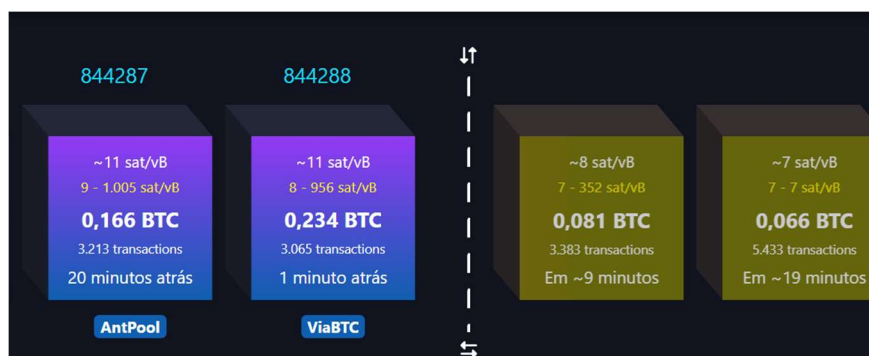 844287
~11 sat/vB
9 - 1.005 sat/vB
0,166 BTC
3.213 transactions
20 minutos atrás
AntPool
844288
~11 sat/vB
8 - 956 sat/vB
0,234 BTC
3.065 transactions
1 minuto atrás
ViaBTC
~8 sat/vB
7 - 352 sat/vB
0,081 BTC
3.383 transactions
Em ~9 minutos
~7 sat/vB
7 - 7 sat/vB
0,066 BTC
5.433 transactions
Em ~19 minutos